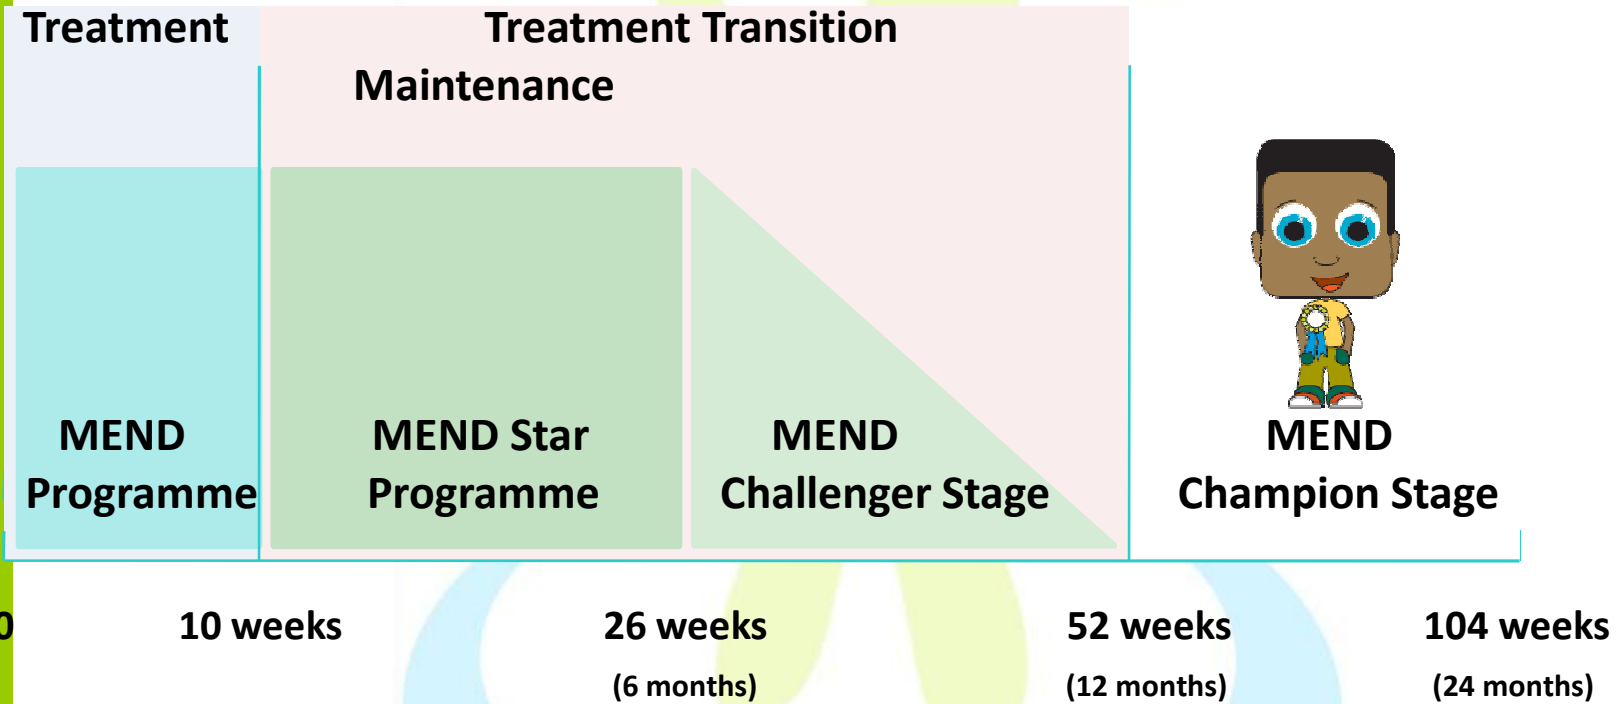 Treatment
Treatment Transition
Maintenance
MEND
Programme
MEND Star
Programme
MEND
Challenger Stage
MEND
Champion Stage
0
10 weeks
26 weeks
(6 months)
52 weeks
(12 months)
104 weeks
(24 months)